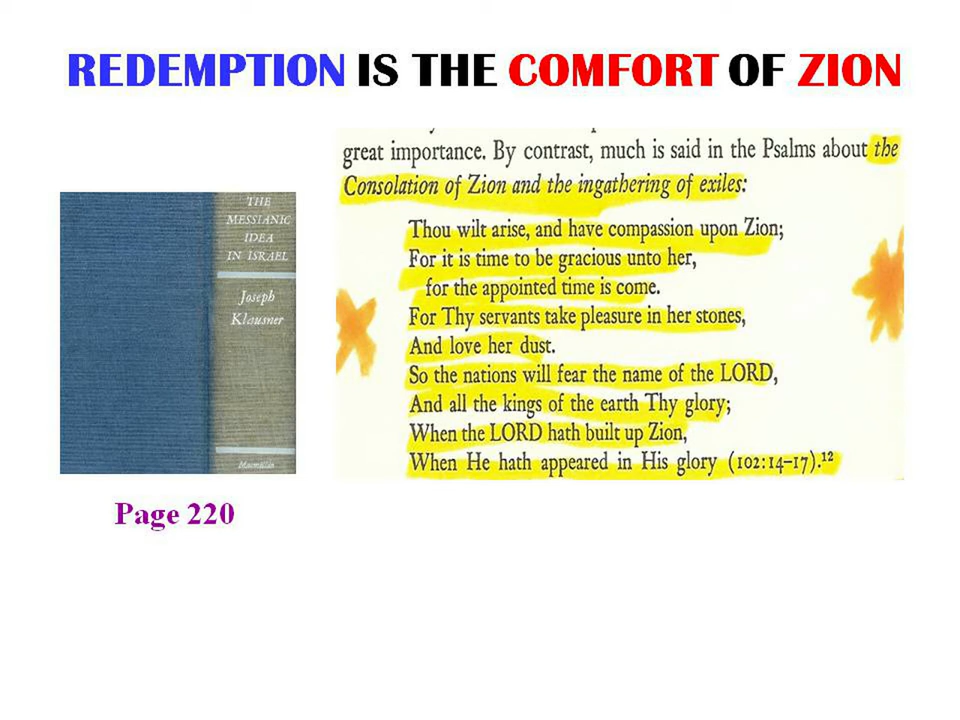 REDEMPTION IS THE COMFORT OF ZION
THE
MESSIANIC
IDEA
IN ISRAEL
Joseph
Klausner
Macmillan
Page 220
great importance. By contrast, much is said in the Psalms about the
Consolation of Zion and the ingathering of exiles:
Thou wilt arise, and have compassion upon Zion;
For it is time to be gracious unto her,
for the appointed time is come.
For Thy servants take pleasure in her stones,
And love her dust.
So the nations will fear the name of the LORD,
And all the kings of the earth Thy glory;
When the LORD hath built up Zion,
When He hath appeared in His glory (102:14–17).12